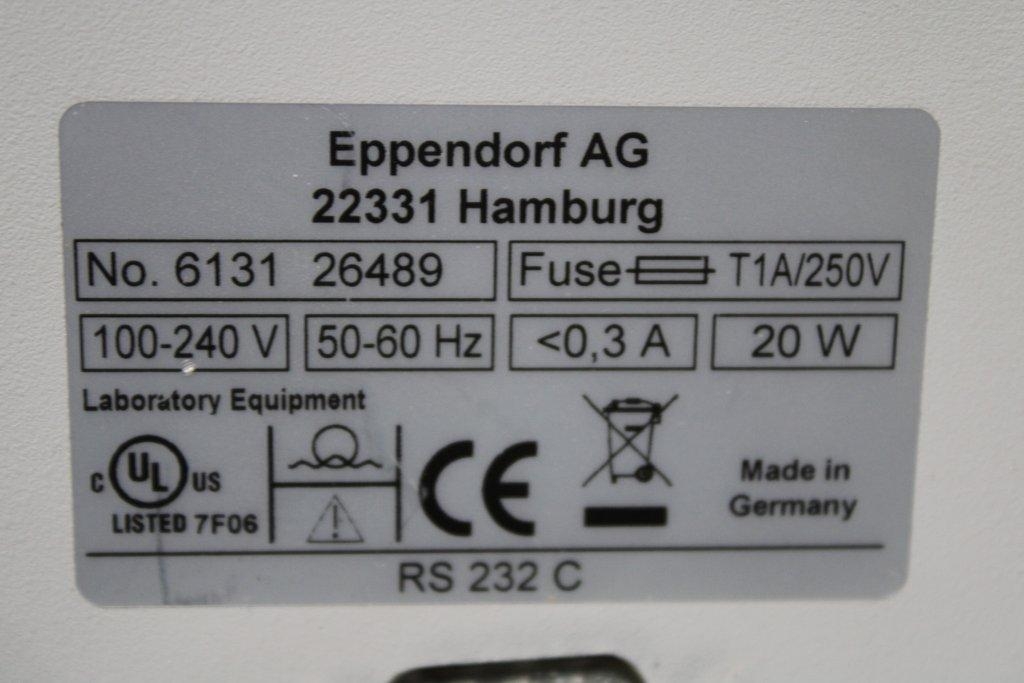 Eppendorf AG
22331 Hamburg
No. 6131 26489 Fuse T1A/250V
100-240 V 50-60 Hz <0,3 A 20 W
Laboratory Equipment
C UL US
LISTED 7F06
CE
Made in
Germany
RS 232 C